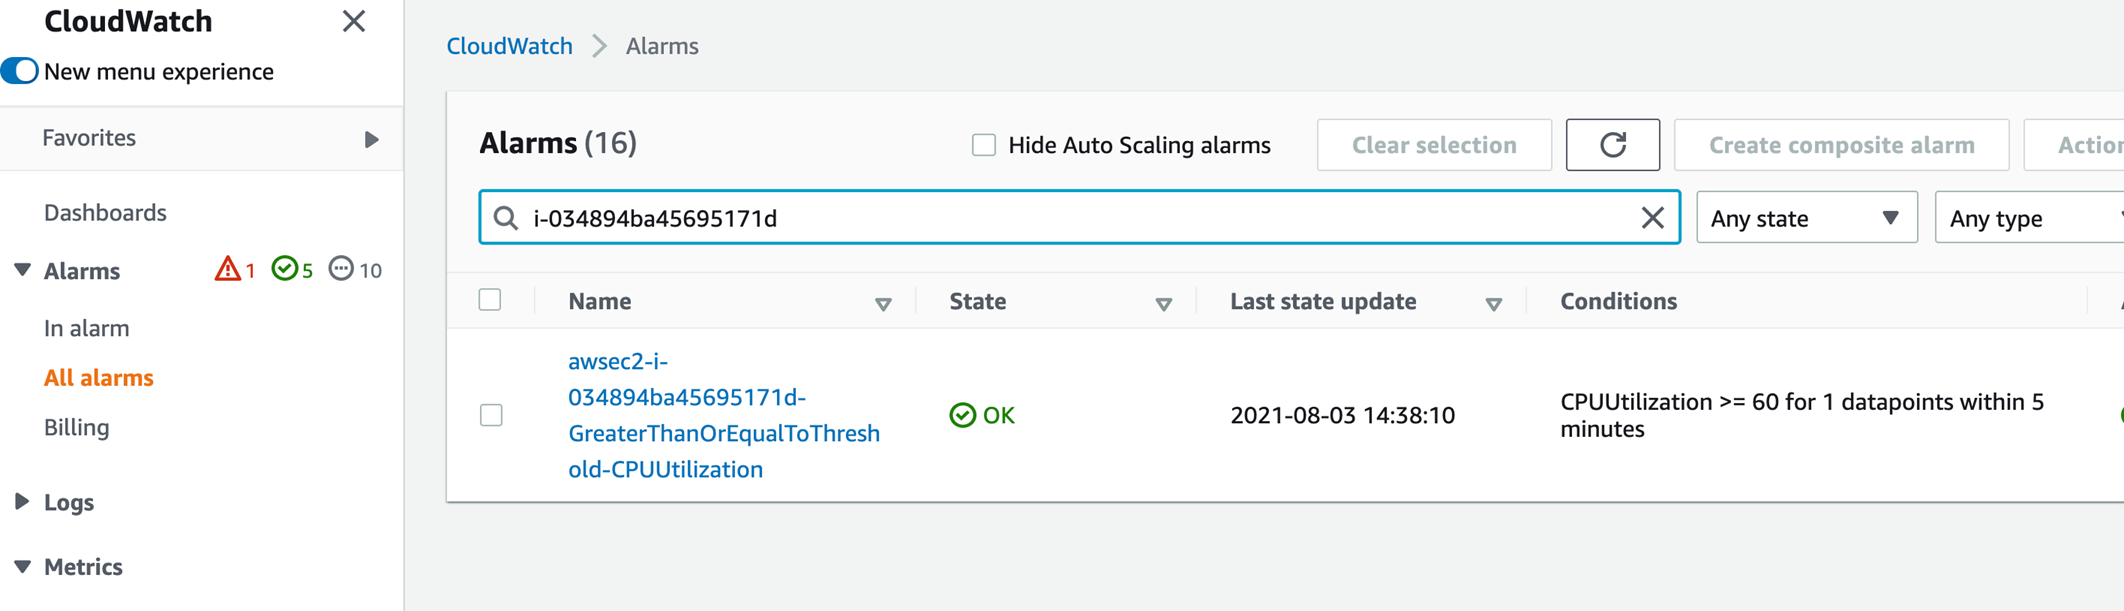 CloudWatch
New menu experience
Favorites
Dashboards
Alarms 1 5 10
In alarm
All alarms
Billing
Logs
Metrics
CloudWatch Alarms
Alarms (16)
Hide Auto Scaling alarms
Clear selection
Create composite alarm
i-034894ba45695171d
Any state
Any type
Name State Last state update Conditions
awsec2-i-
034894ba45695171d-
GreaterThanOrEqualToThresh
old-CPUUtilization
OK
2021-08-03 14:38:10
CPUUtilization >= 60 for 1 datapoints within 5
minutes